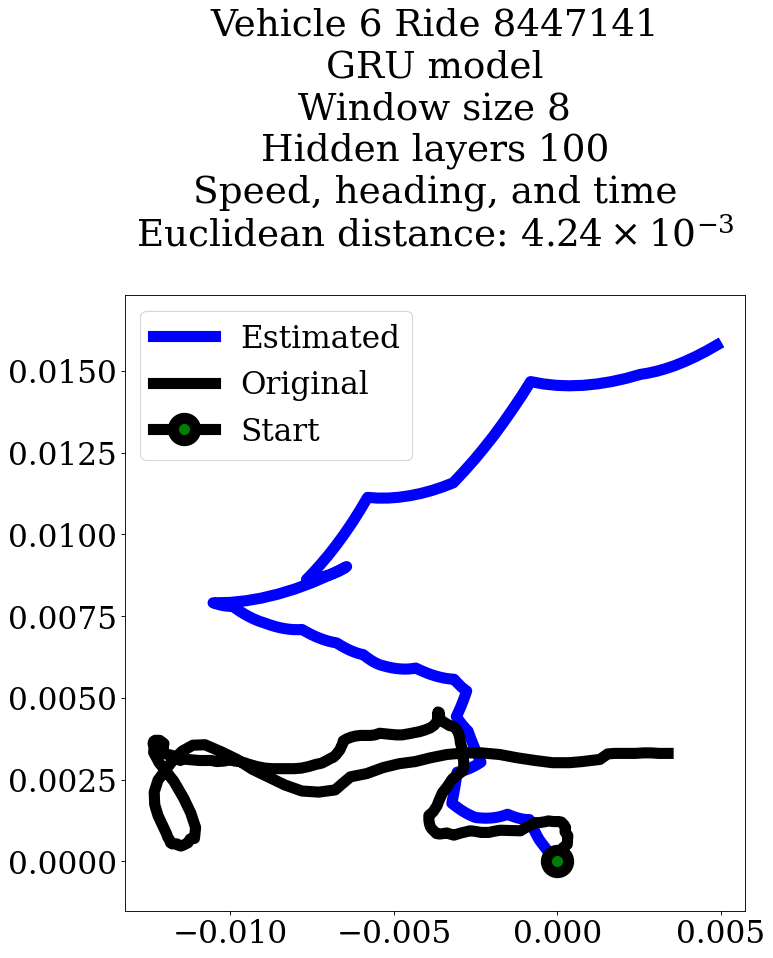 Vehicle 6 Ride 8447141
GRU model
Window size 8
Hidden layers 100
Speed, heading, and time
Euclidean distance: 4.24 × 10⁻³
Estimated
Original
Start
0.0150
0.0125
0.0100
0.0075
0.0050
0.0025
0.0000
−0.010 −0.005 0.000 0.005